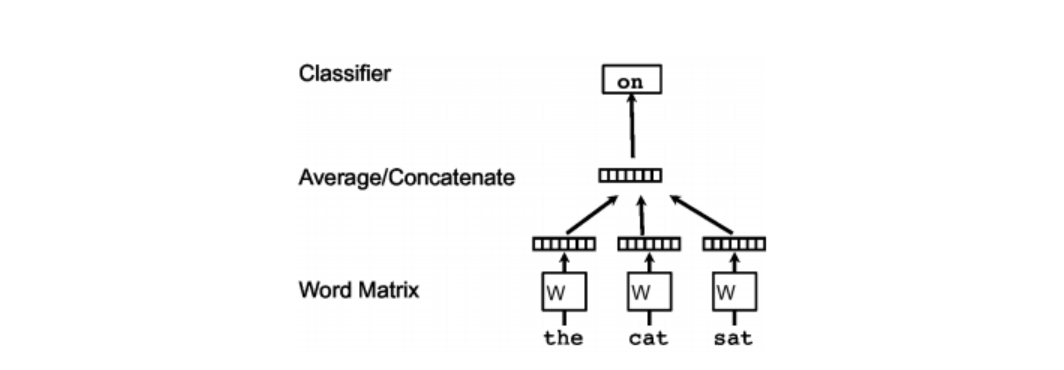 Classifier
on
Average/Concatenate
Word Matrix
W W W
the cat sat